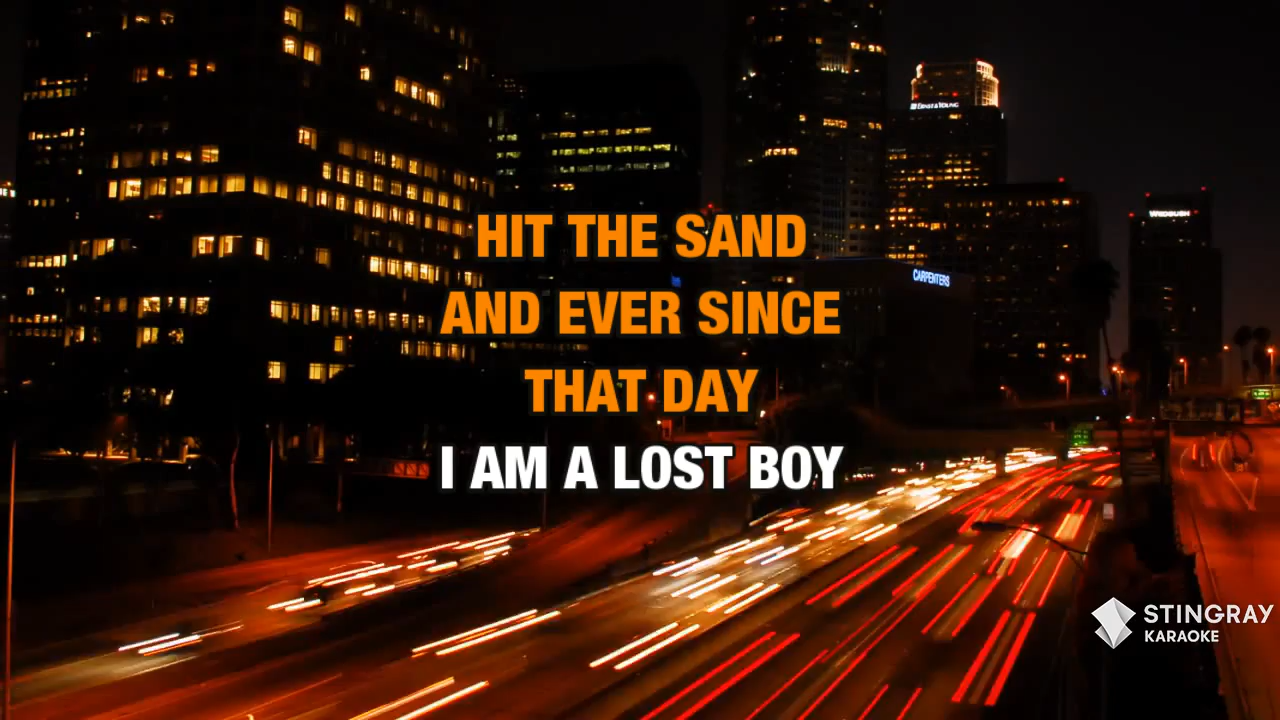 ERNST & YOUNG
WEDBUSH
HIT THE SAND
CARPENTERS
AND EVER SINCE
THAT DAY
I AM A LOST BOY
STINGRAY
KARAOKE